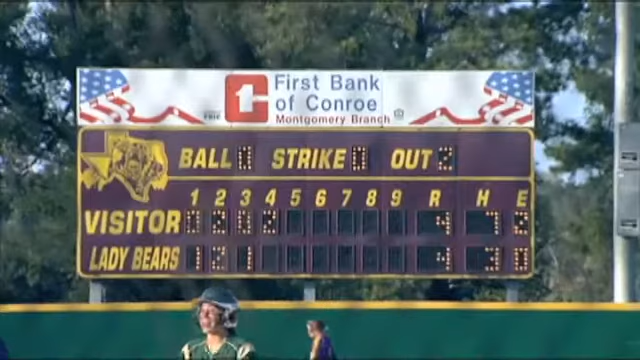 1 First Bank
of Conroe
Montgomery Branch
BALL 0 STRIKE 0 OUT 2
1 2 3 4 5 6 7 8 9 R H E
VISITOR 0 2 0 2 4 7 2
LADY BEARS 1 2 1 4 3 0